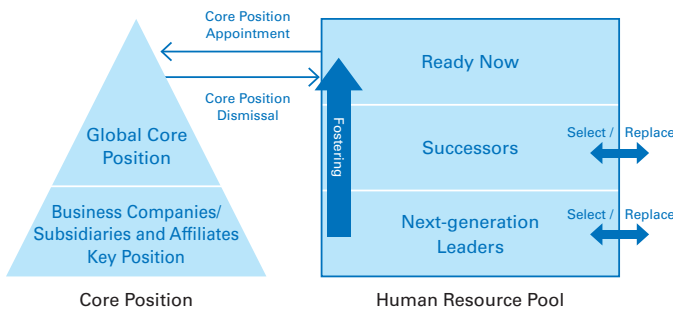 Core Position
Appointment
Core Position
Dismissal
Global Core
Position
Business Companies/
Subsidiaries and Affiliates
Key Position
Core Position
Ready Now
Fostering
Successors
Select / Replace
Next-generation
Leaders
Select / Replace
Human Resource Pool